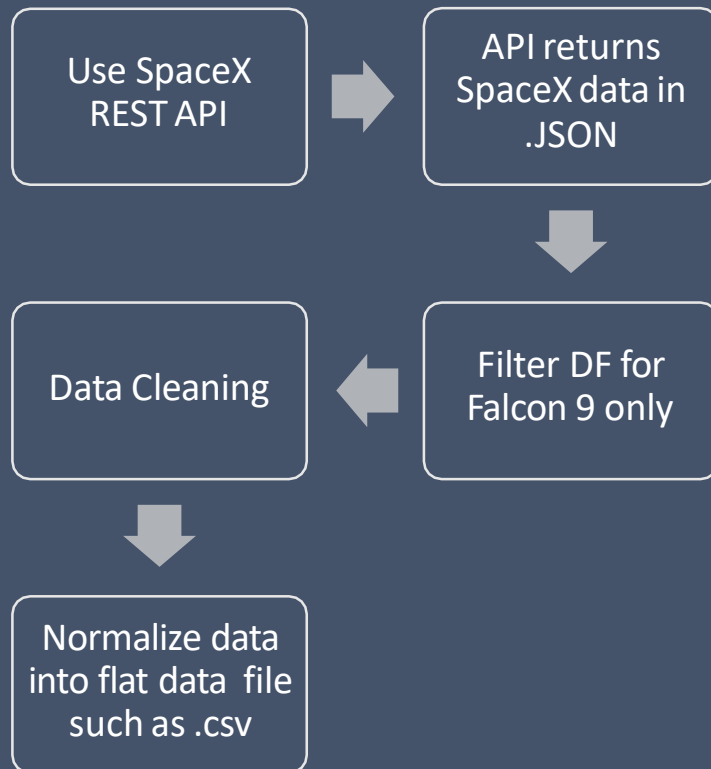 Use SpaceX
REST API
API returns
SpaceX data in
.JSON
Filter DF for
Falcon 9 only
Data Cleaning
Normalize data
into flat data file
such as .csv